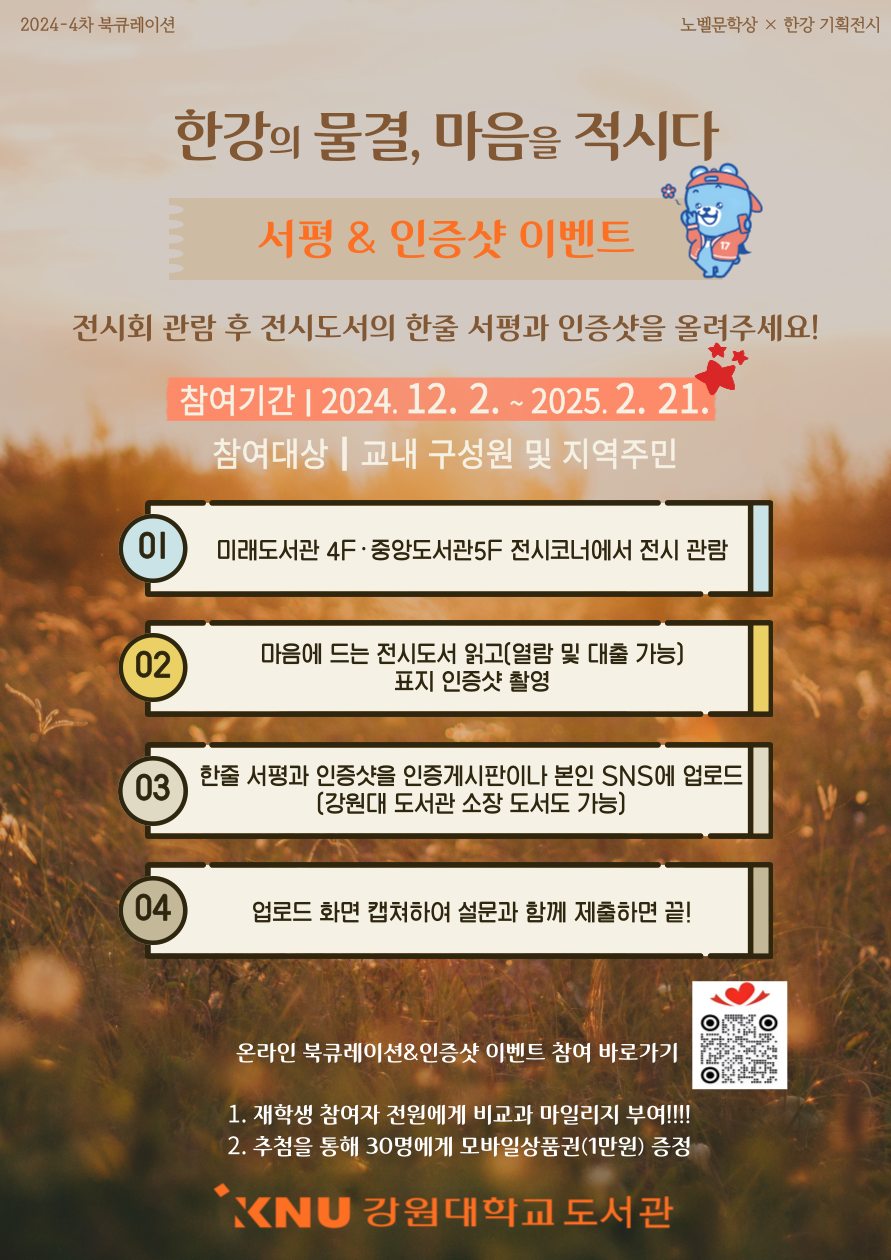 2024-4차 북큐레이션
노벨문학상 × 한강 기획전시
한강의 물결, 마음을 적시다
서평 & 인증샷 이벤트
17
전시회 관람 후 전시도서의 한줄 서평과 인증샷을 올려주세요!
참여기간 | 2024. 12. 2. ~ 2025. 2. 21.
참여대상 | 교내 구성원 및 지역주민
01
미래도서관 4F·중앙도서관5F 전시코너에서 전시 관람
02
마음에 드는 전시도서 읽고(열람 및 대출 가능)
표지 인증샷 촬영
03
한줄 서평과 인증샷을 인증게시판이나 본인 SNS에 업로드
(강원대 도서관 소장 도서도 가능)
04
업로드 화면 캡쳐하여 설문과 함께 제출하면 끝!
온라인 북큐레이션&인증샷 이벤트 참여 바로가기
1. 재학생 참여자 전원에게 비교과 마일리지 부여!!!!
2. 추첨을 통해 30명에게 모바일상품권(1만원) 증정
KNU 강원대학교 도서관